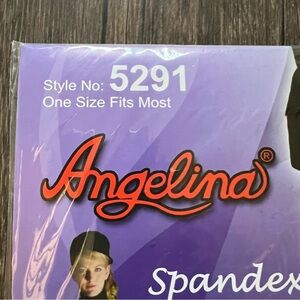 Style No: 5291
One Size Fits Most
Angelina®
Spandex